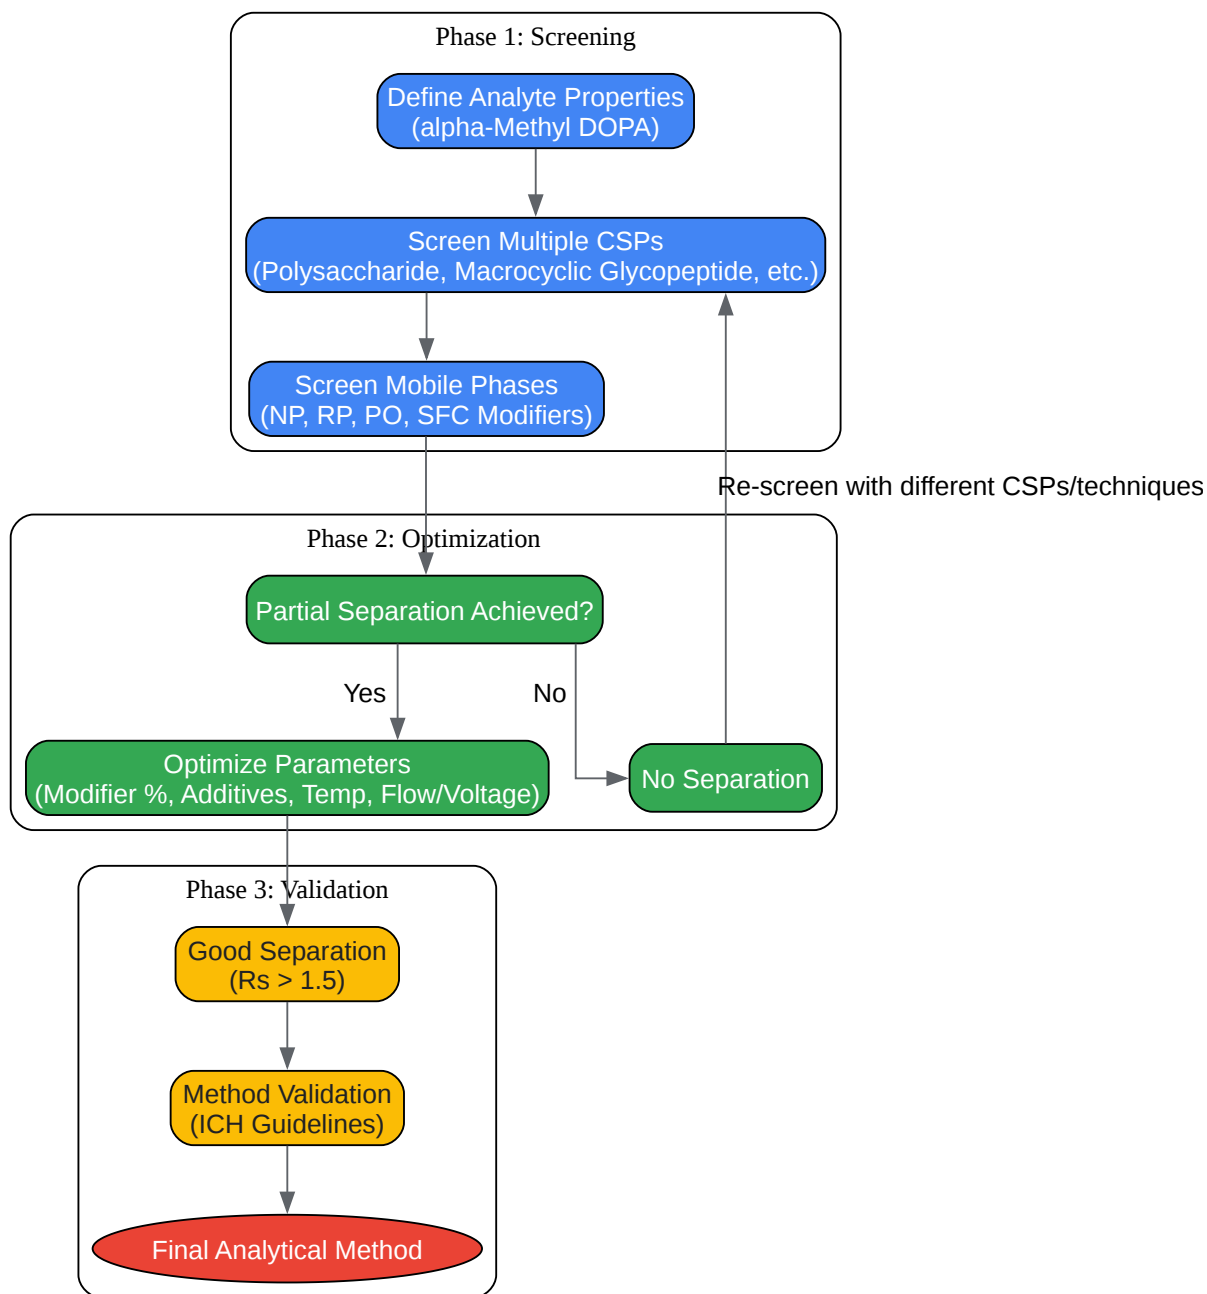 Phase 1: Screening
Define Analyte Properties
(alpha-Methyl DOPA)
Screen Multiple CSPs
(Polysaccharide, Macrocyclic Glycopeptide, etc.)
Screen Mobile Phases
(NP, RP, PO, SFC Modifiers)
Re-screen with different CSPs/techniques
Phase 2: Optimization
Partial Separation Achieved?
Yes
No
Optimize Parameters
(Modifier %, Additives, Temp, Flow/Voltage)
No Separation
Phase 3: Validation
Good Separation
(Rs > 1.5)
Method Validation
(ICH Guidelines)
Final Analytical Method